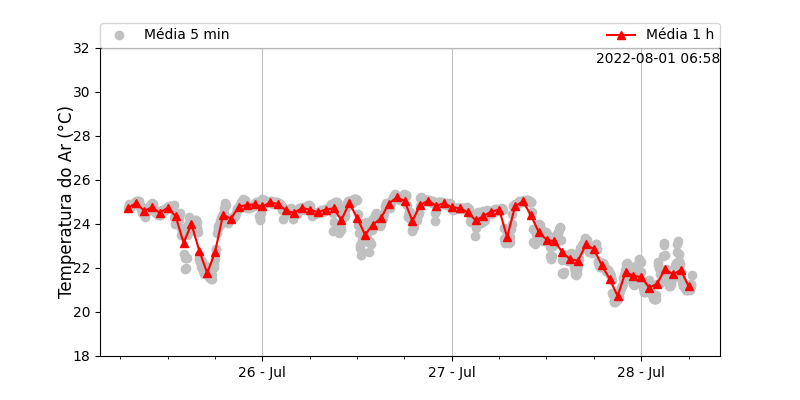 Média 5 min
Média 1 h
2022-08-01 06:58
Temperatura do Ar (°C)
32
30
28
26
24
22
20
18
26 - Jul
27 - Jul
28 - Jul